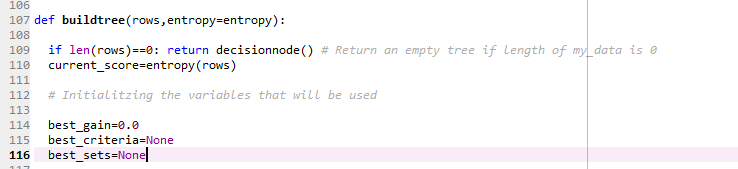 106
107 def buildtree(rows,entropy=entropy):
108
109 if len(rows)==0: return decisionnode() # Return an empty tree if length of my_data is 0
110 current_score=entropy(rows)
111
112 # Initialitzing the variables that will be used
113
114 best_gain=0.0
115 best_criteria=None
116 best_sets=None
117